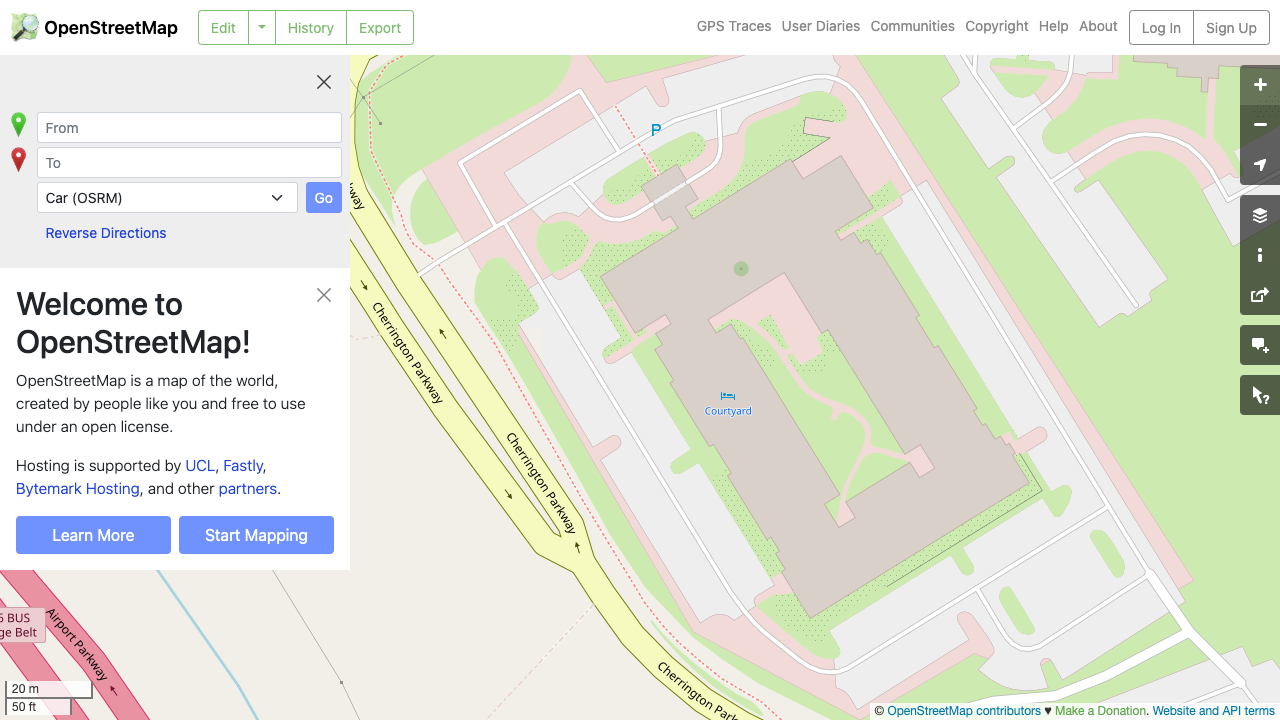 OpenStreetMap
Edit
History
Export
GPS Traces
User Diaries
Communities
Copyright
Help
About
Log In
Sign Up
From
To
Car (OSRM)
Go
Reverse Directions
Welcome to
OpenStreetMap!
OpenStreetMap is a map of the world,
created by people like you and free to use
under an open license.
Hosting is supported by UCL, Fastly,
Bytemark Hosting, and other partners.
Learn More
Start Mapping
P
kway
Cherrington Parkway
Cherrington Parkway
Courtyard
Cherrington Park
Airport Parkway
5 BUS
ge Belt
20 m
50 ft
© OpenStreetMap contributors ♥ Make a Donation. Website and API terms